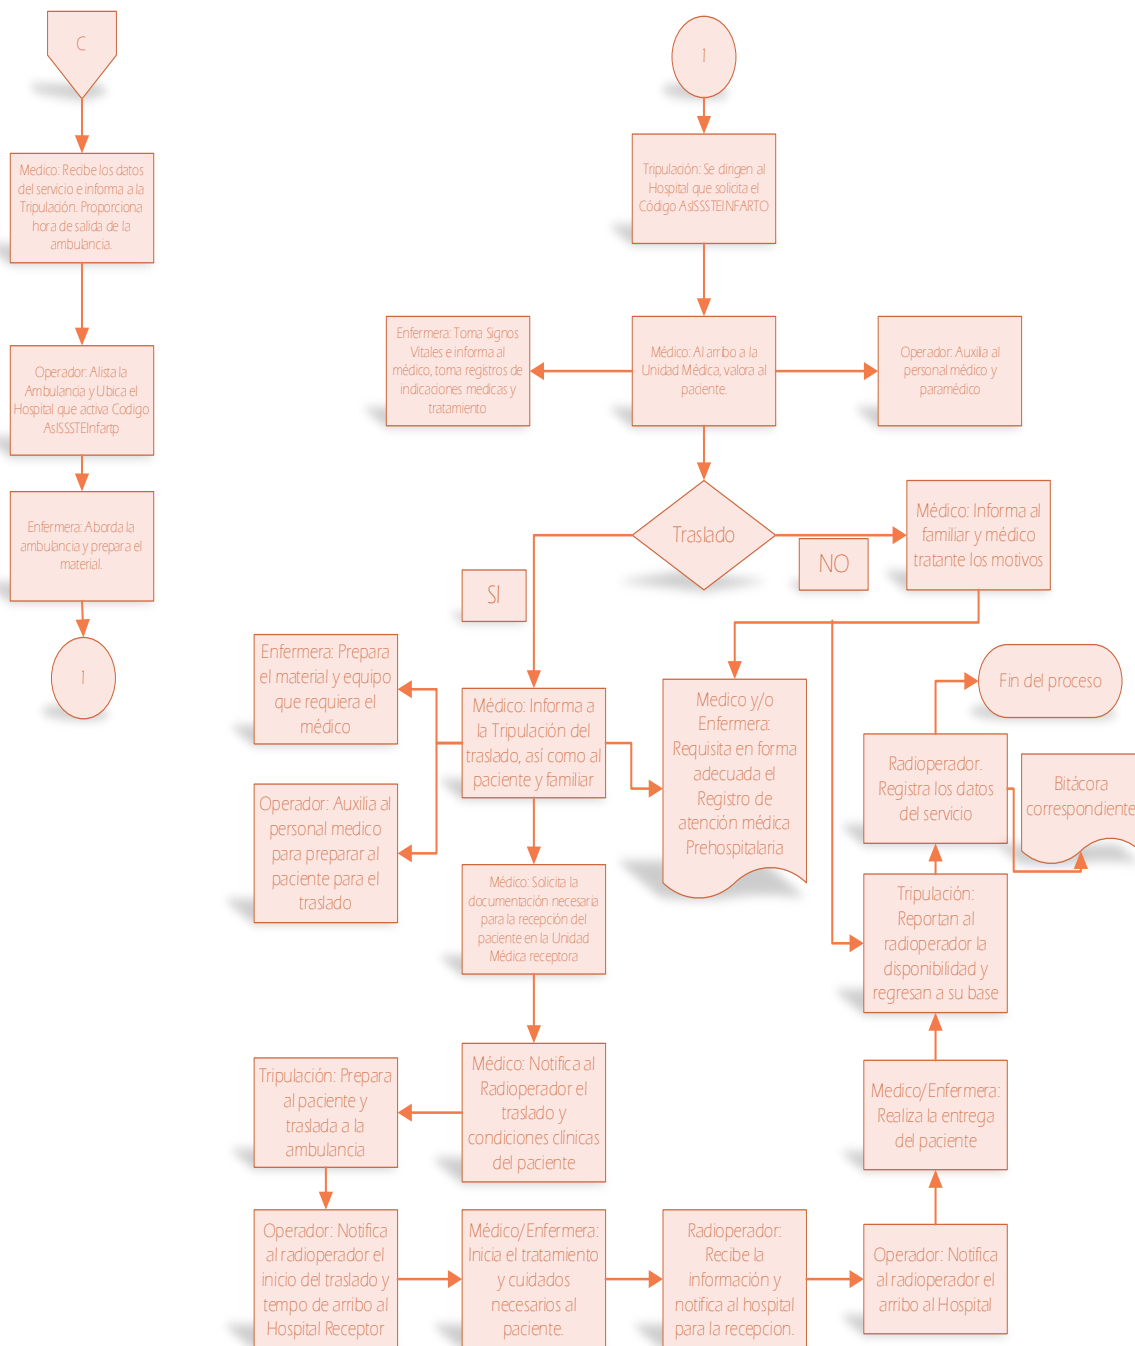 C
Medico: Recibe los datos
del servicio e informa a la
Tripulación. Proporciona
hora de salida de la
ambulancia.
Operador: Alista la
Ambulancia y Ubica el
Hospital que activa Codigo
AsISSSTEInfartp
Enfermera: Aborda la
ambulancia y prepara el
material.
1
1
Tripulación: Se dirigen al
Hospital que solicita el
Código AsISSSTEINFARTO
Enfermera: Toma Signos
Vitales e informa al
médico, toma registros de
indicaciones medicas y
tratamiento
Médico: Al arribo a la
Unidad Médica, valora al
paciente.
Operador: Auxilia al
personal médico y
paramédico
Traslado
NO
Médico: Informa al
familiar y médico
tratante los motivos
SI
Enfermera: Prepara
el material y equipo
que requiera el
médico
Médico: Informa a
la Tripulación del
traslado, así como al
paciente y familiar
Operador: Auxilia al
personal medico
para preparar al
paciente para el
traslado
Medico y/o
Enfermera:
Requisita en forma
adecuada el
Registro de
atención médica
Prehospitalaria
Fin del proceso
Radioperador.
Registra los datos
del servicio
Bitácora
correspondiente
Médico: Solicita la
documentación necesaria
para la recepción del
paciente en la Unidad
Médica receptora
Tripulación:
Reportan al
radioperador la
disponibilidad y
regresan a su base
Tripulación: Prepara
al paciente y
traslada a la
ambulancia
Médico: Notifica al
Radioperador el
traslado y
condiciones clínicas
del paciente
Medico/Enfermera:
Realiza la entrega
del paciente
Operador: Notifica
al radioperador el
inicio del traslado y
tempo de arribo al
Hospital Receptor
Médico/Enfermera:
Inicia el tratamiento
y cuidados
necesarios al
paciente.
Radioperador:
Recibe la
información y
notifica al hospital
para la recepcion.
Operador: Notifica
al radioperador el
arribo al Hospital